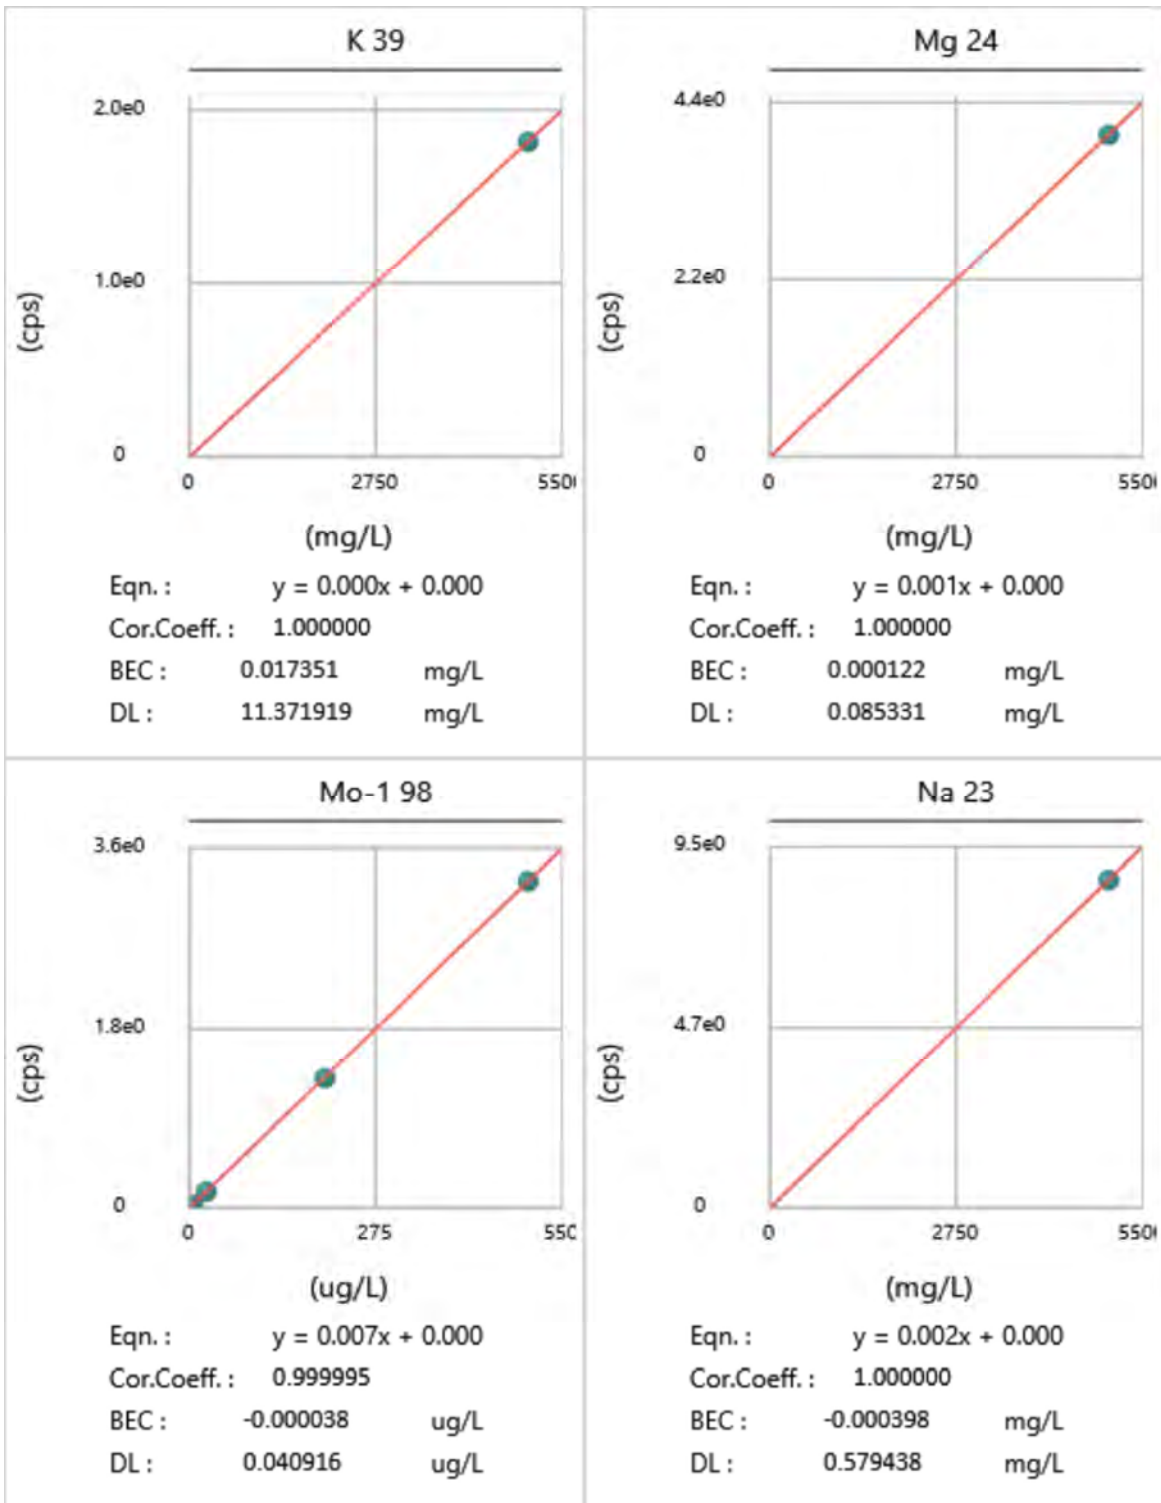 K 39
2.0e0
1.0e0
0
(cps)
0 2750 550
(mg/L)
Eqn. : y = 0.000x + 0.000
Cor.Coeff. : 1.000000
BEC : 0.017351 mg/L
DL : 11.371919 mg/L
Mg 24
4.4e0
2.2e0
0
(cps)
0 2750 550
(mg/L)
Eqn. : y = 0.001x + 0.000
Cor.Coeff. : 1.000000
BEC : 0.000122 mg/L
DL : 0.085331 mg/L
Mo-1 98
3.6e0
1.8e0
0
(cps)
0 275 550
(ug/L)
Eqn. : y = 0.007x + 0.000
Cor.Coeff. : 0.999995
BEC : -0.000038 ug/L
DL : 0.040916 ug/L
Na 23
9.5e0
4.7e0
0
(cps)
0 2750 550
(mg/L)
Eqn. : y = 0.002x + 0.000
Cor.Coeff. : 1.000000
BEC : -0.000398 mg/L
DL : 0.579438 mg/L